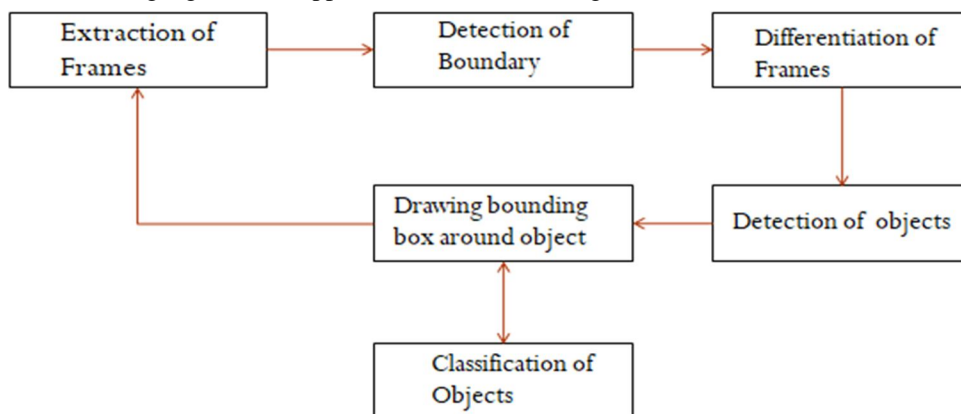 Extraction of
Frames
Detection of
Boundary
Differentiation of
Frames
Drawing bounding
box around object
Detection of objects
Classification of
Objects